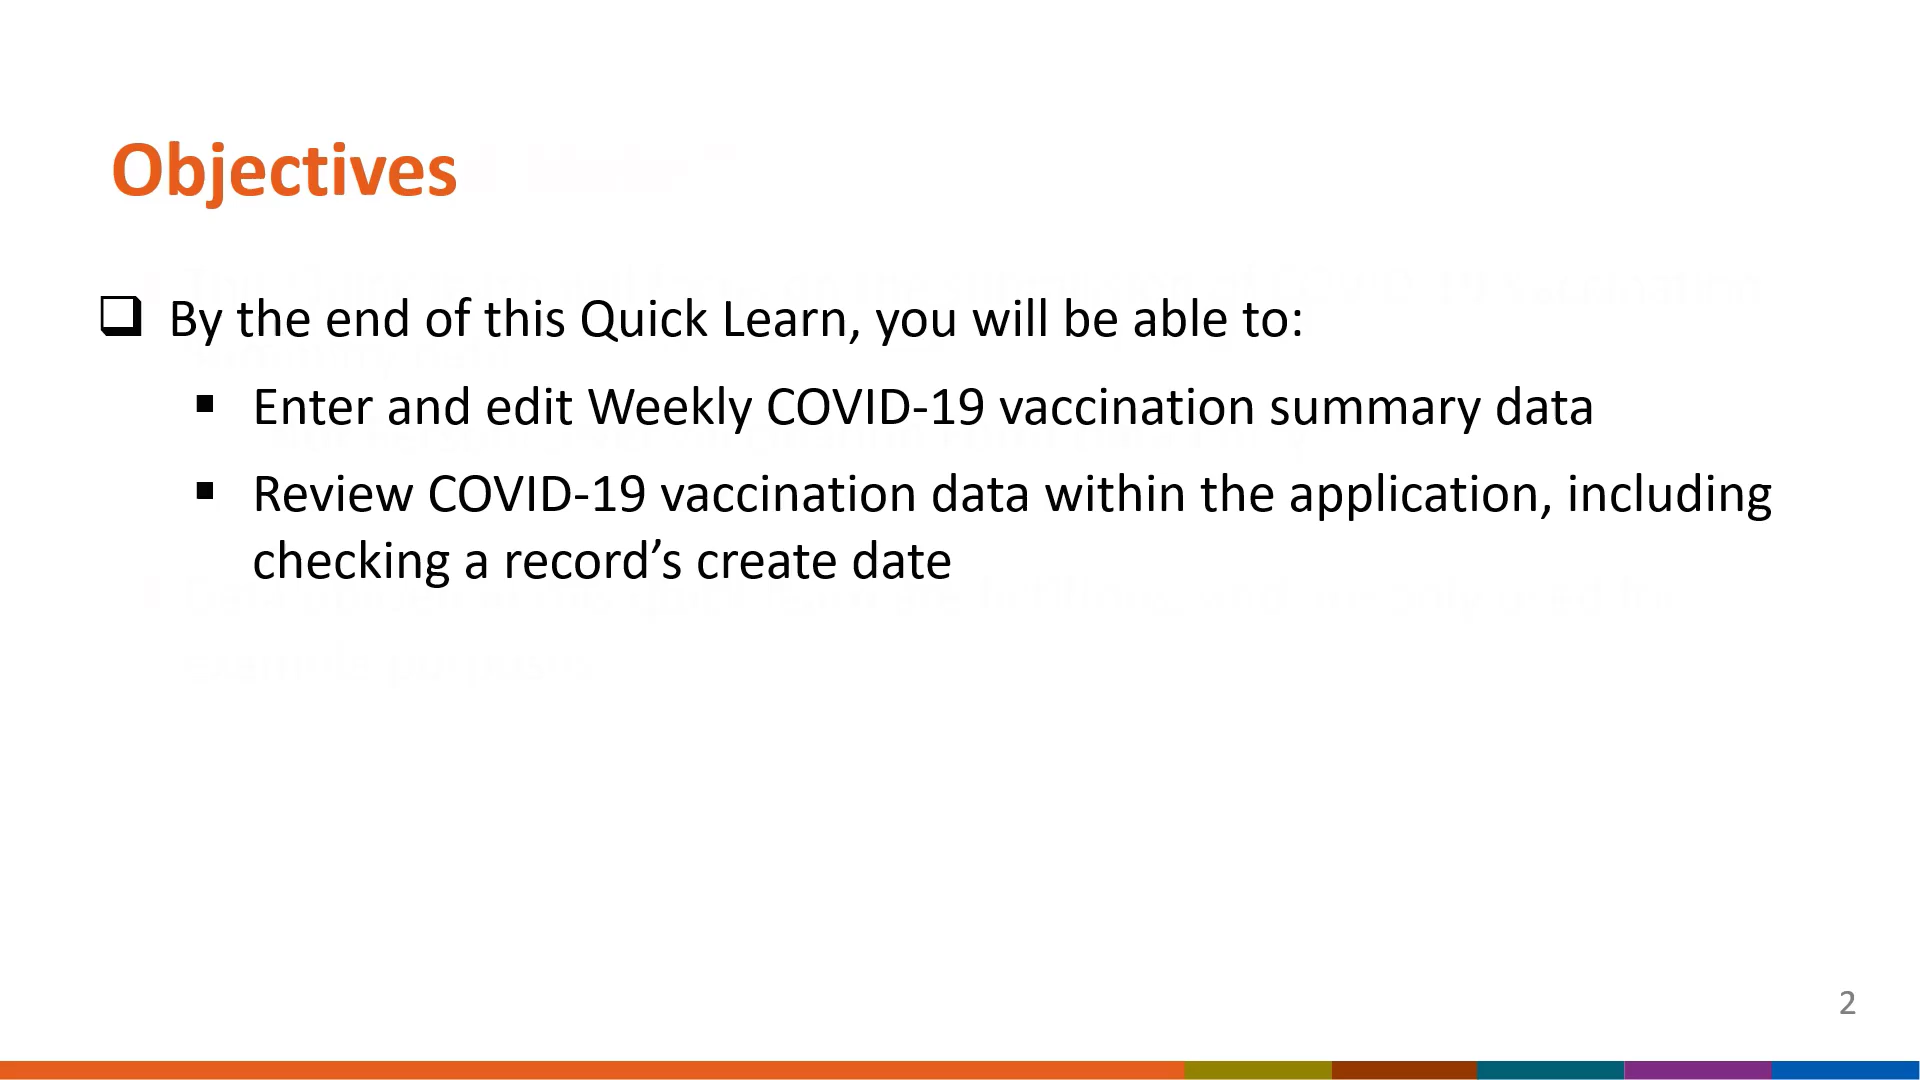 Objectives
❑ By the end of this Quick Learn, you will be able to:
▪ Enter and edit Weekly COVID-19 vaccination summary data
▪ Review COVID-19 vaccination data within the application, including
checking a record’s create date
2